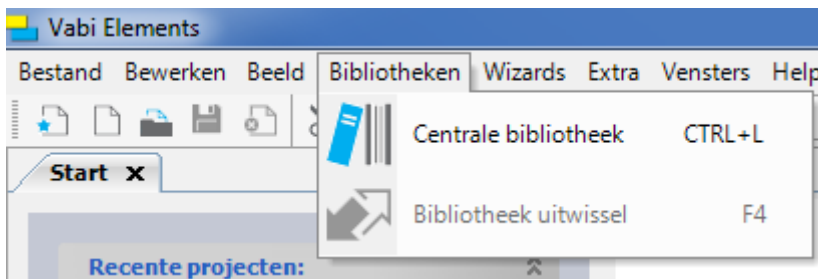 Vabi Elements
Bestand Bewerken Beeld Bibliotheken Wizards Extra Vensters Help
Centrale bibliotheek CTRL+L
Start x
Bibliotheek uitwissel F4
Recente projecten: